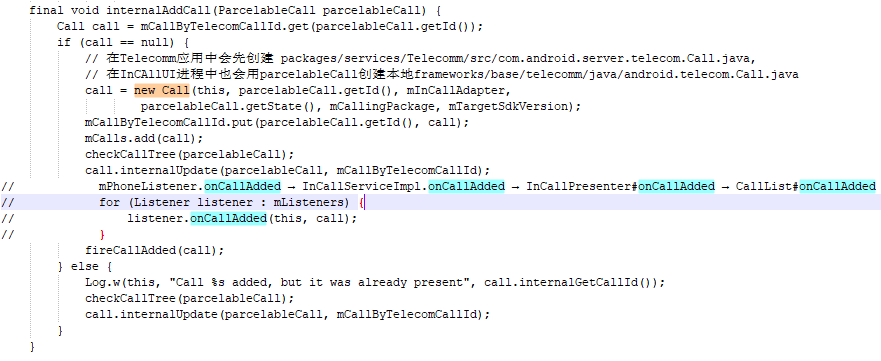 final void internalAddCall(ParcelableCall parcelableCall) {
Call call = mCallByTelecomCallId.get(parcelableCall.getId());
if (call == null) {
// 在Telecomm应用中会先创建 packages/services/Telecomm/src/com.android.server.telecom.Call.java,
// 在InCAllUI进程中也会用parcelableCall创建本地frameworks/base/telecomm/java/android.telecom.Call.java
call = new Call(this, parcelableCall.getId(), mInCallAdapter,
parcelableCall.getState(), mCallingPackage, mTargetSdkVersion);
mCallByTelecomCallId.put(parcelableCall.getId(), call);
mCalls.add(call);
checkCallTree(parcelableCall);
call.internalUpdate(parcelableCall, mCallByTelecomCallId);
// mPhoneListener.onCallAdded → InCallServiceImpl.onCallAdded → InCallPresenter#onCallAdded → CallList#onCallAdded
// for (Listener listener : mListeners) {
// listener.onCallAdded(this, call);
// }
fireCallAdded(call);
} else {
Log.w(this, "Call %s added, but it was already present", call.internalGetCallId());
checkCallTree(parcelableCall);
call.internalUpdate(parcelableCall, mCallByTelecomCallId);
}
}